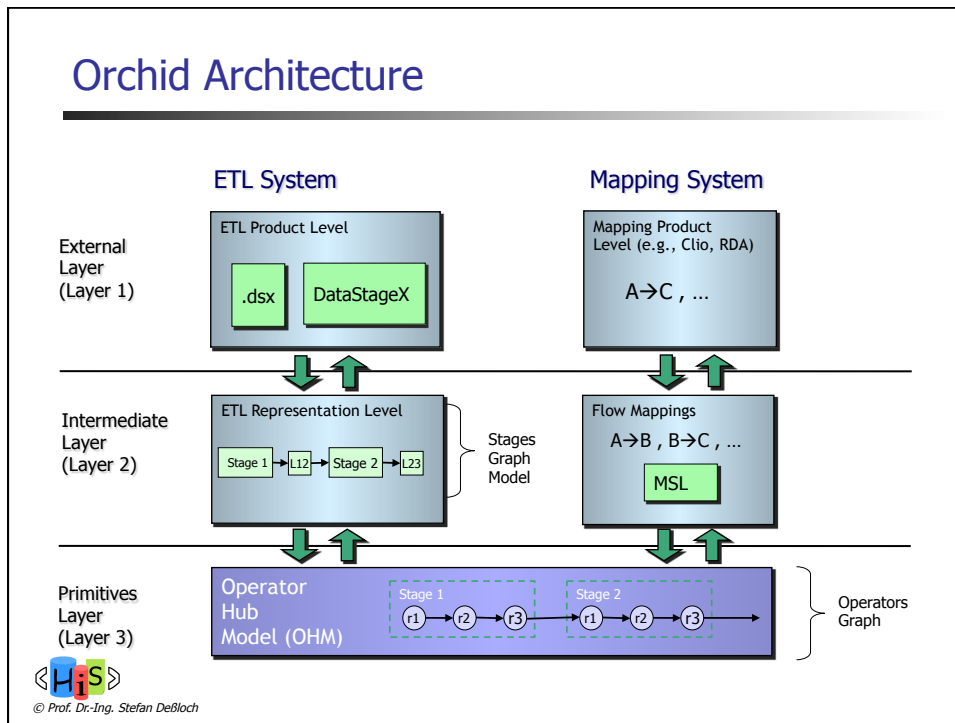 Orchid Architecture
ETL System
Mapping System
External
Layer
(Layer 1)
ETL Product Level
.dsx
DataStageX
Mapping Product
Level (e.g., Clio, RDA)
A→C , ...
Intermediate
Layer
(Layer 2)
ETL Representation Level
Stage 1
L12
Stage 2
L23
Stages
Graph
Model
Flow Mappings
A→B , B→C , ...
MSL
Primitives
Layer
(Layer 3)
Operator
Hub
Model (OHM)
Stage 1
r1
r2
r3
Stage 2
r1
r2
r3
Operators
Graph
<HiS>
© Prof. Dr.-Ing. Stefan Deßloch